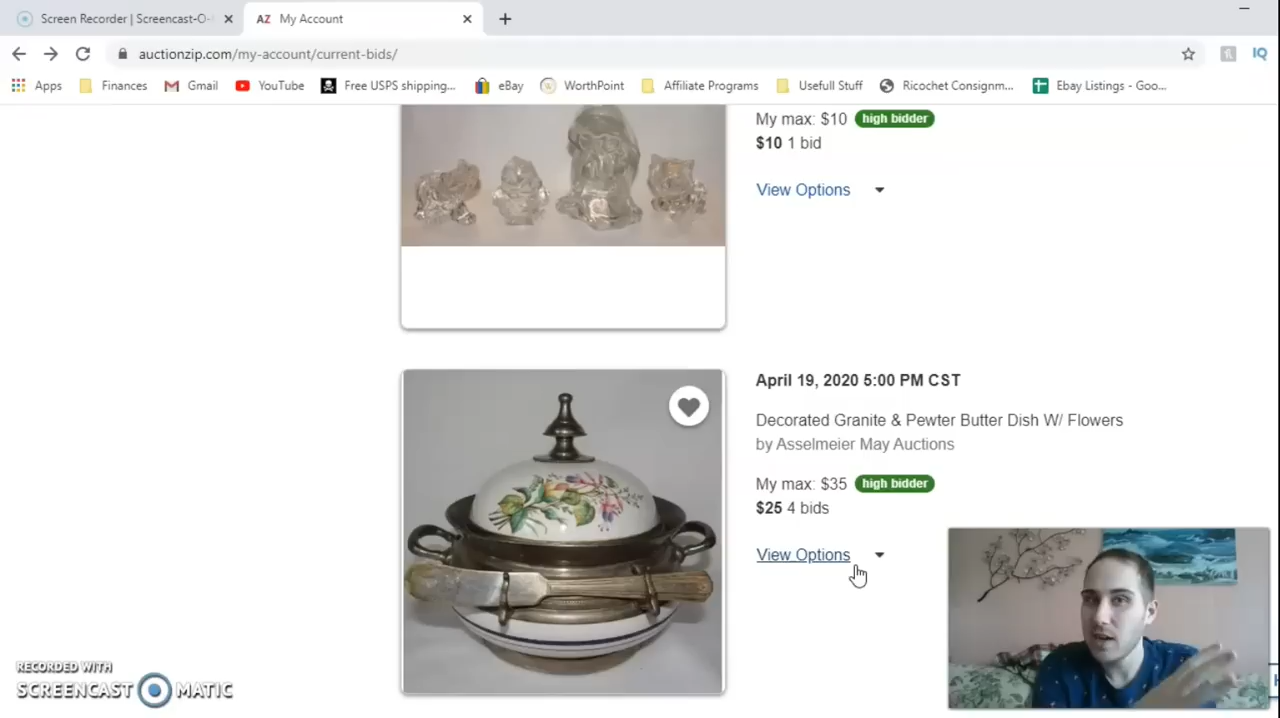 Screen Recorder | Screencast-O-
AZ My Account
auctionzip.com/my-account/current-bids/
IQ
Apps Finances Gmail YouTube Free USPS shipping... eBay WorthPoint Affiliate Programs Usefull Stuff Ricochet Consignm... Ebay Listings - Goo...
My max: $10 high bidder
$10 1 bid
View Options
April 19, 2020 5:00 PM CST
Decorated Granite & Pewter Butter Dish W/ Flowers
by Asselmeier May Auctions
My max: $35 high bidder
$25 4 bids
View Options
RECORDED WITH
SCREENCAST MATIC